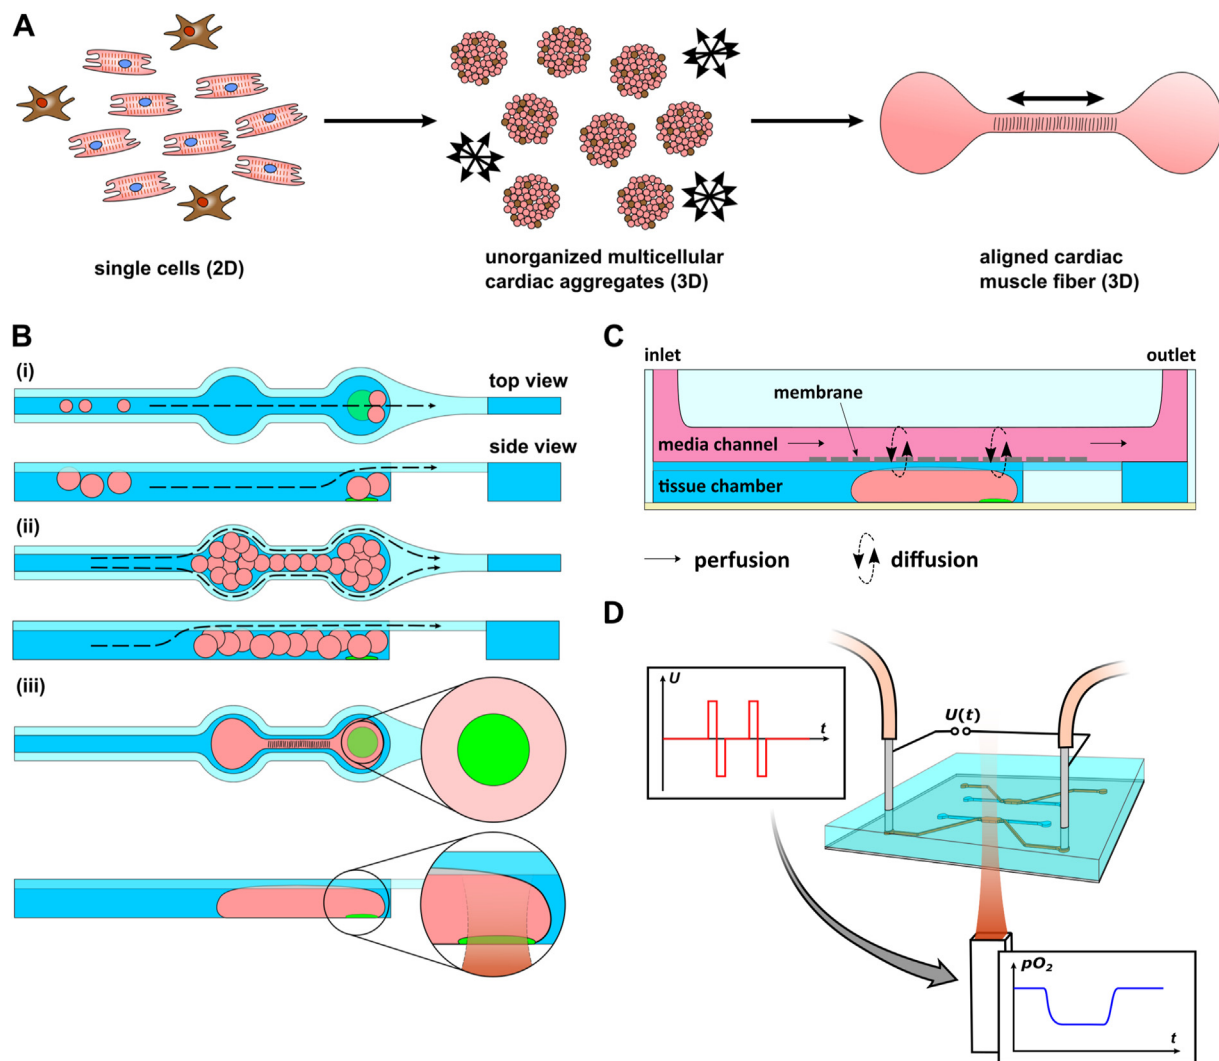 A
single cells (2D)
unorganized multicellular
cardiac aggregates (3D)
aligned cardiac
muscle fiber (3D)
B
(i)
top view
side view
(ii)
(iii)
C
inlet
outlet
membrane
media channel
tissue chamber
perfusion
diffusion
D
U
t
U(t)
pO₂
t